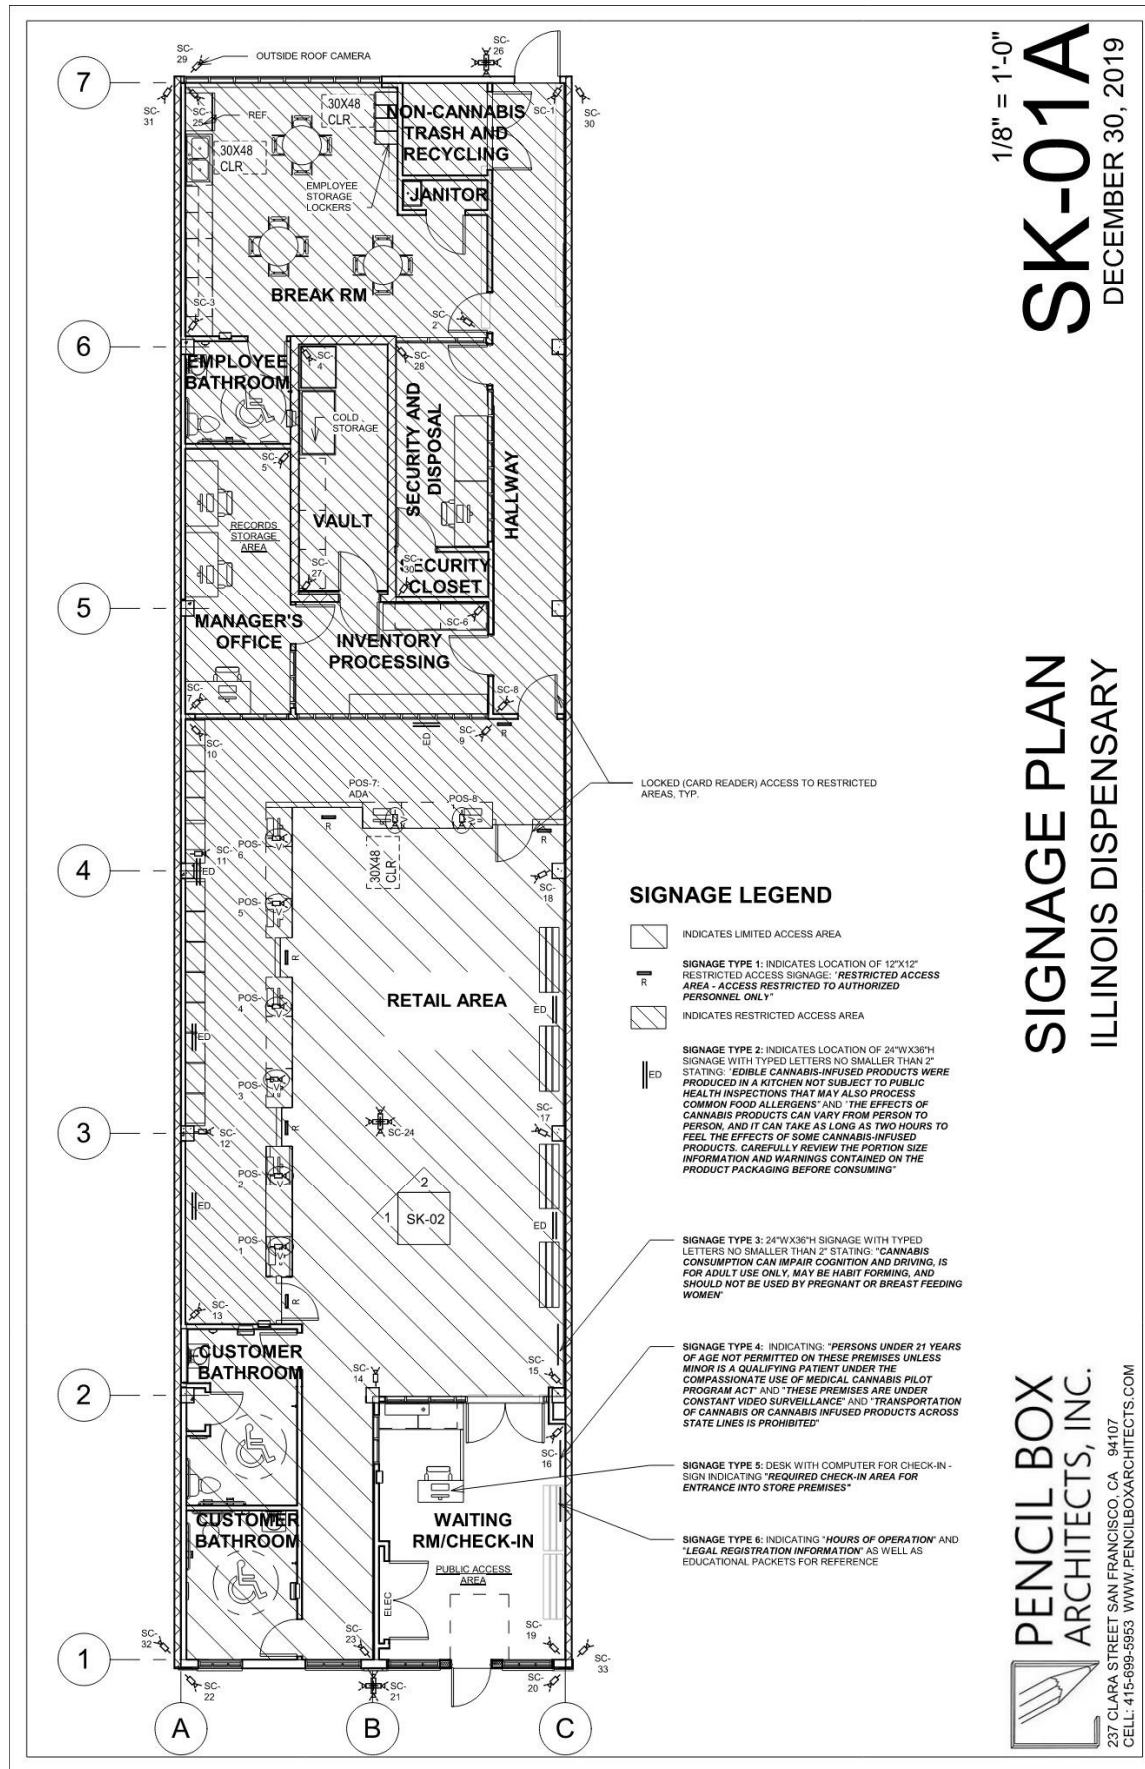 SC-
29
OUTSIDE ROOF CAMERA
SC-
26
7
SC-
31
SC-
25
REF.
30X48
CLR
30X48
CLR
NON-CANNABIS
TRASH AND
RECYCLING
SC-1
SC-
30
EMPLOYEE
STORAGE
LOCKERS
JANITOR
BREAK RM
SC-3
SC-
2
6
EMPLOYEE
BATHROOM
SC-
4
SC-
28
COLD
STORAGE
SECURITY AND
DISPOSAL
HALLWAY
SC-
5
RECORDS
STORAGE
AREA
VAULT
SC-
27
SC-
30
SECURITY
CLOSET
5
MANAGER'S
OFFICE
SC-6
INVENTORY
PROCESSING
SC-
7
SC-8
SC-
10
ED
SC-
9
R
POS-7:
ADA
POS-8
LOCKED (CARD READER) ACCESS TO RESTRICTED
AREAS, TYP.
R
V
V
R
POS-
6
V
SC-
11
4
ED
30X48
CLR
SC-
18
POS-
5
V
R
POS-
4
V
RETAIL AREA
ED
ED
POS-
3
V
3
SC-
12
R
SC-24
SC-
17
POS-
2
V
2
1
SK-02
ED
ED
POS-
1
V
R
SC-
13
CUSTOMER
BATHROOM
SC-
14
SC-
15
2
SC-
16
CUSTOMER
BATHROOM
WAITING
RM/CHECK-IN
PUBLIC ACCESS
AREA
ELEC
SC-
32
SC-
23
SC-
19
SC-
33
1
SC-
22
SC-
21
SC-
20
A
B
C
SIGNAGE LEGEND
INDICATES LIMITED ACCESS AREA
R
SIGNAGE TYPE 1: INDICATES LOCATION OF 12"X12"
RESTRICTED ACCESS SIGNAGE: "RESTRICTED ACCESS
AREA - ACCESS RESTRICTED TO AUTHORIZED
PERSONNEL ONLY"
INDICATES RESTRICTED ACCESS AREA
ED
SIGNAGE TYPE 2: INDICATES LOCATION OF 24"WX36"H
SIGNAGE WITH TYPED LETTERS NO SMALLER THAN 2"
STATING: "EDIBLE CANNABIS-INFUSED PRODUCTS WERE
PRODUCED IN A KITCHEN NOT SUBJECT TO PUBLIC
HEALTH INSPECTIONS THAT MAY ALSO PROCESS
COMMON FOOD ALLERGENS" AND "THE EFFECTS OF
CANNABIS PRODUCTS CAN VARY FROM PERSON TO
PERSON, AND IT CAN TAKE AS LONG AS TWO HOURS TO
FEEL THE EFFECTS OF SOME CANNABIS-INFUSED
PRODUCTS. CAREFULLY REVIEW THE PORTION SIZE
INFORMATION AND WARNINGS CONTAINED ON THE
PRODUCT PACKAGING BEFORE CONSUMING"
SIGNAGE TYPE 3: 24"WX36"H SIGNAGE WITH TYPED
LETTERS NO SMALLER THAN 2" STATING: "CANNABIS
CONSUMPTION CAN IMPAIR COGNITION AND DRIVING, IS
FOR ADULT USE ONLY, MAY BE HABIT FORMING, AND
SHOULD NOT BE USED BY PREGNANT OR BREAST FEEDING
WOMEN"
SIGNAGE TYPE 4: INDICATING: "PERSONS UNDER 21 YEARS
OF AGE NOT PERMITTED ON THESE PREMISES UNLESS
MINOR IS A QUALIFYING PATIENT UNDER THE
COMPASSIONATE USE OF MEDICAL CANNABIS PILOT
PROGRAM ACT" AND "THESE PREMISES ARE UNDER
CONSTANT VIDEO SURVEILLANCE" AND "TRANSPORTATION
OF CANNABIS OR CANNABIS INFUSED PRODUCTS ACROSS
STATE LINES IS PROHIBITED"
SIGNAGE TYPE 5: DESK WITH COMPUTER FOR CHECK-IN -
SIGN INDICATING "REQUIRED CHECK-IN AREA FOR
ENTRANCE INTO STORE PREMISES"
SIGNAGE TYPE 6: INDICATING "HOURS OF OPERATION" AND
"LEGAL REGISTRATION INFORMATION" AS WELL AS
EDUCATIONAL PACKETS FOR REFERENCE
1/8" = 1'-0"
SK-01A
DECEMBER 30, 2019
SIGNAGE PLAN
ILLINOIS DISPENSARY
PENCIL BOX
ARCHITECTS, INC.
237 CLARA STREET SAN FRANCISCO, CA 94107
CELL: 415-699-5953 WWW.PENCILBOXARCHITECTS.COM